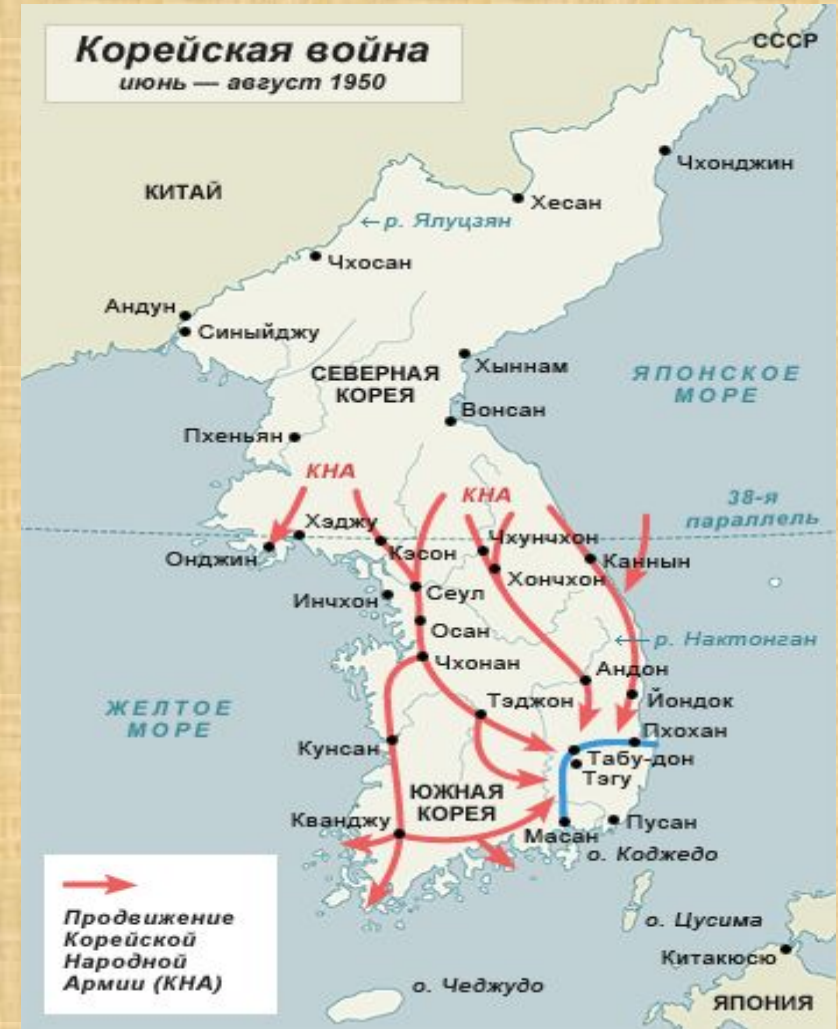 Корейская война
июнь — август 1950
СССР
Чхонджин
КИТАЙ
Хесан
←р. Ялуцзян
Чхосан
Андун
Синыйджу
СЕВЕРНАЯ
КОРЕЯ
Хыннам
ЯПОНСКОЕ
МОРЕ
Вонсан
Пхеньян
КНА
КНА
38-я
параллель
Хэджу
Чхунчхон
Онджин
Кэсон
Каннын
Хончхон
Инчхон
Сеул
Осан
←р. Нактонган
Чхонан
Андон
ЖЕЛТОЕ
МОРЕ
Тэджон
Йондок
Пхохан
Кунсан
Табу-дон
Тэгу
ЮЖНАЯ
КОРЕЯ
Кванджу
Масан
Пусан
о. Коджедо
Продвижение
Корейской
Народной
Армии (КНА)
о. Цусима
Китакюсю
о. Чеджудо
ЯПОНИЯ